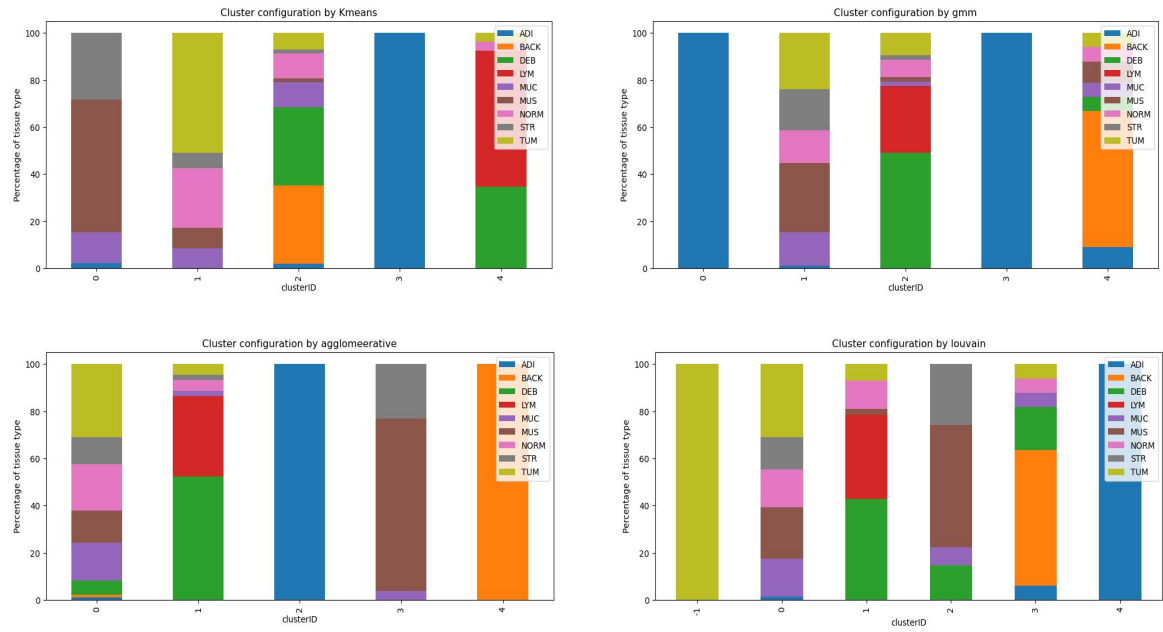 Cluster configuration by Kmeans
Percentage of tissue type
100
80
60
40
20
0
ADI
BACK
DEB
LYM
MUC
MUS
NORM
STR
TUM
0
1
2
3
4
clusterID
Cluster configuration by gmm
Percentage of tissue type
100
80
60
40
20
0
ADI
BACK
DEB
LYM
MUC
MUS
NORM
STR
TUM
0
1
2
3
4
clusterID
Cluster configuration by agglomeerative
Percentage of tissue type
100
80
60
40
20
0
ADI
BACK
DEB
LYM
MUC
MUS
NORM
STR
TUM
0
1
2
3
4
clusterID
Cluster configuration by louvain
Percentage of tissue type
100
80
60
40
20
0
ADI
BACK
DEB
LYM
MUC
MUS
NORM
STR
TUM
-1
0
1
2
3
4
clusterID